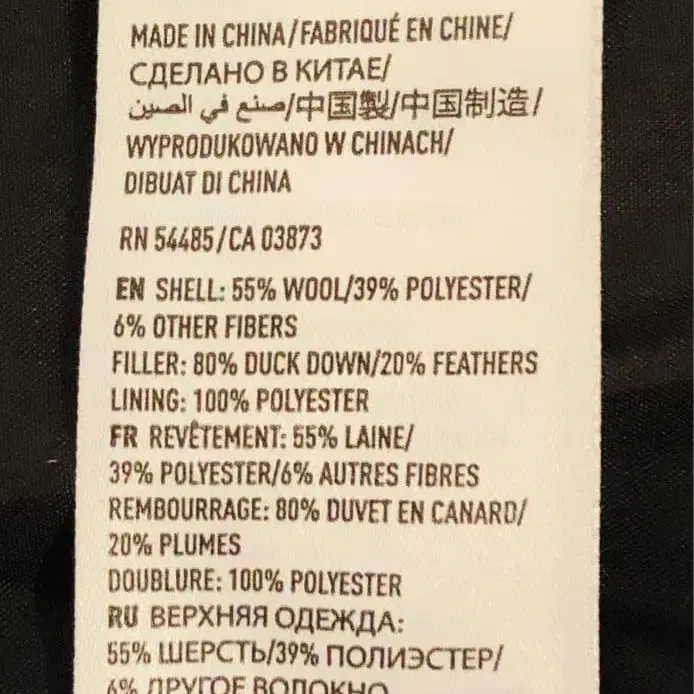 MADE IN CHINA/FABRIQUÉ EN CHINE/
СДЕЛАНО В КИТАЕ/
صنع في الصين/中国製/中国制造/
WYPRODUKOWANO W CHINACH/
DIBUAT DI CHINA
RN 54485/CA 03873
EN SHELL: 55% WOOL/39% POLYESTER/
6% OTHER FIBERS
FILLER: 80% DUCK DOWN/20% FEATHERS
LINING: 100% POLYESTER
FR REVÊTEMENT: 55% LAINE/
39% POLYESTER/6% AUTRES FIBRES
REMBOURRAGE: 80% DUVET EN CANARD/
20% PLUMES
DOUBLURE: 100% POLYESTER
RU ВЕРХНЯЯ ОДЕЖДА:
55% ШЕРСТЬ/39% ПОЛИЭСТЕР/
6% ДРУГОЕ ВОЛОКНО